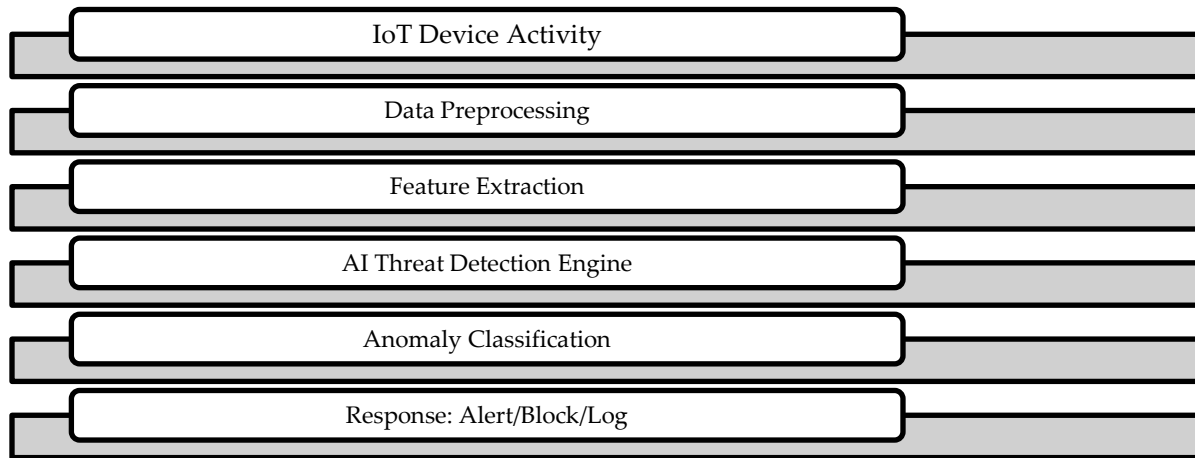 IoT Device Activity
Data Preprocessing
Feature Extraction
AI Threat Detection Engine
Anomaly Classification
Response: Alert/Block/Log